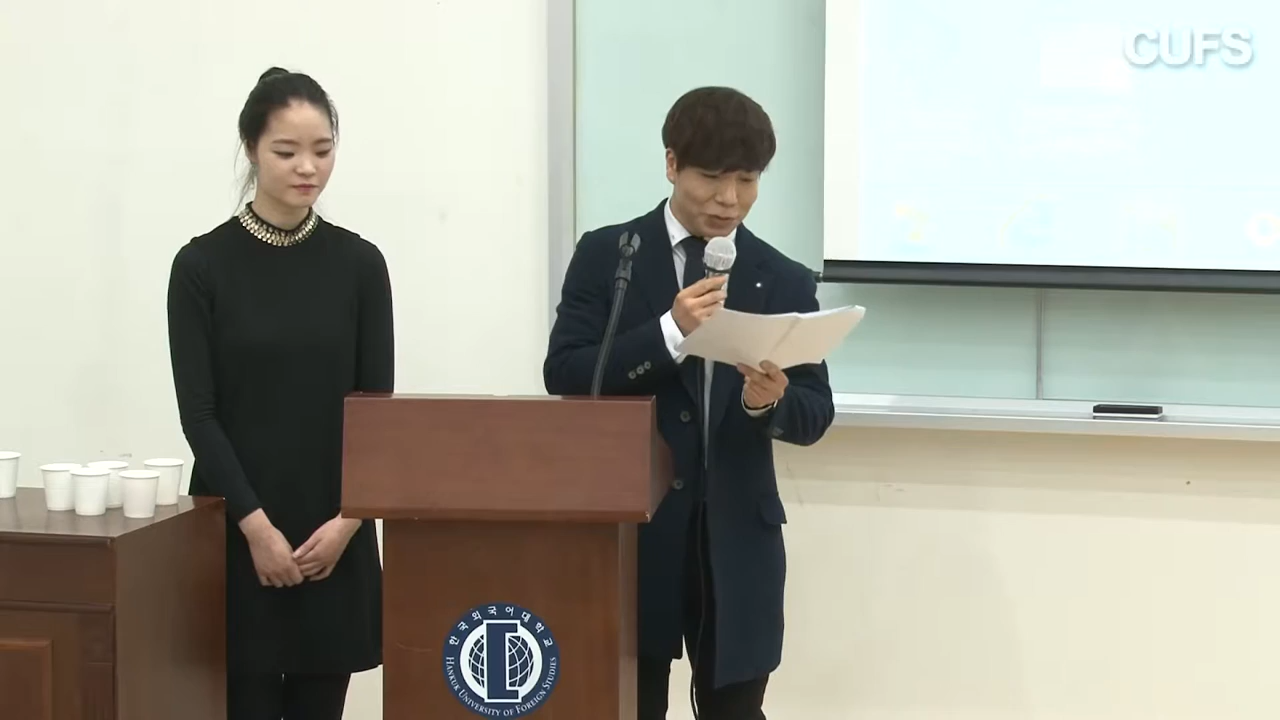 CUFS
한국외국어대학교
HANKUK UNIVERSITY OF FOREIGN STUDIES